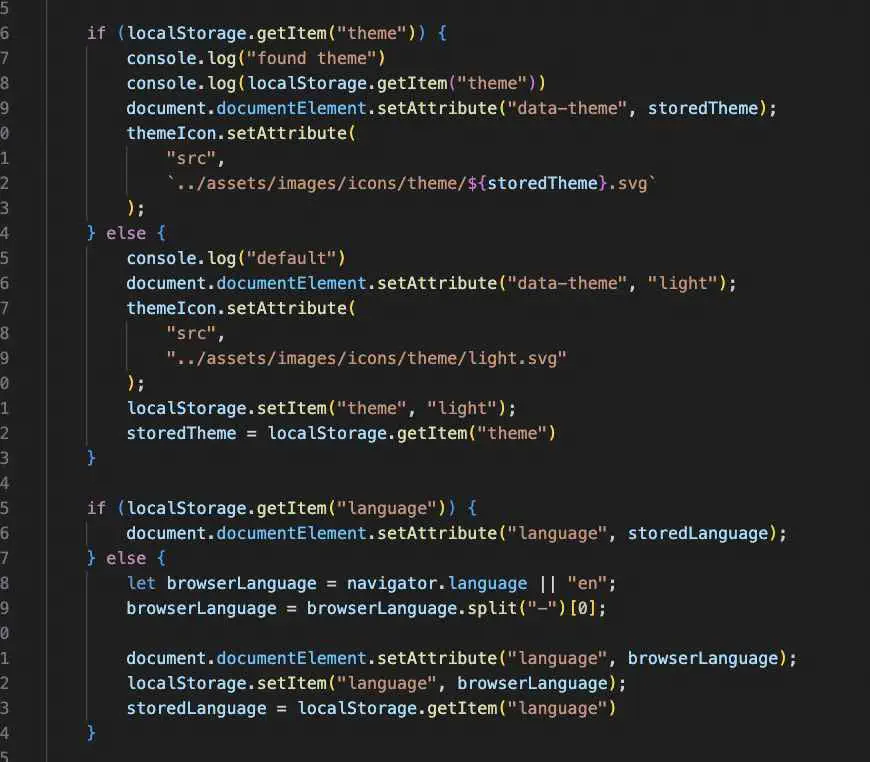 5
6 if (localStorage.getItem("theme")) {
7 console.log("found theme")
8 console.log(localStorage.getItem("theme"))
9 document.documentElement.setAttribute("data-theme", storedTheme);
0 themeIcon.setAttribute(
1 "src",
2 `../assets/images/icons/theme/${storedTheme}.svg`
3 );
4 } else {
5 console.log("default")
6 document.documentElement.setAttribute("data-theme", "light");
7 themeIcon.setAttribute(
8 "src",
9 "../assets/images/icons/theme/light.svg"
0 );
1 localStorage.setItem("theme", "light");
2 storedTheme = localStorage.getItem("theme")
3 }
4
5 if (localStorage.getItem("language")) {
6 document.documentElement.setAttribute("language", storedLanguage);
7 } else {
8 let browserLanguage = navigator.language || "en";
9 browserLanguage = browserLanguage.split("-")[0];
0
1 document.documentElement.setAttribute("language", browserLanguage);
2 localStorage.setItem("language", browserLanguage);
3 storedLanguage = localStorage.getItem("language")
4 }
5